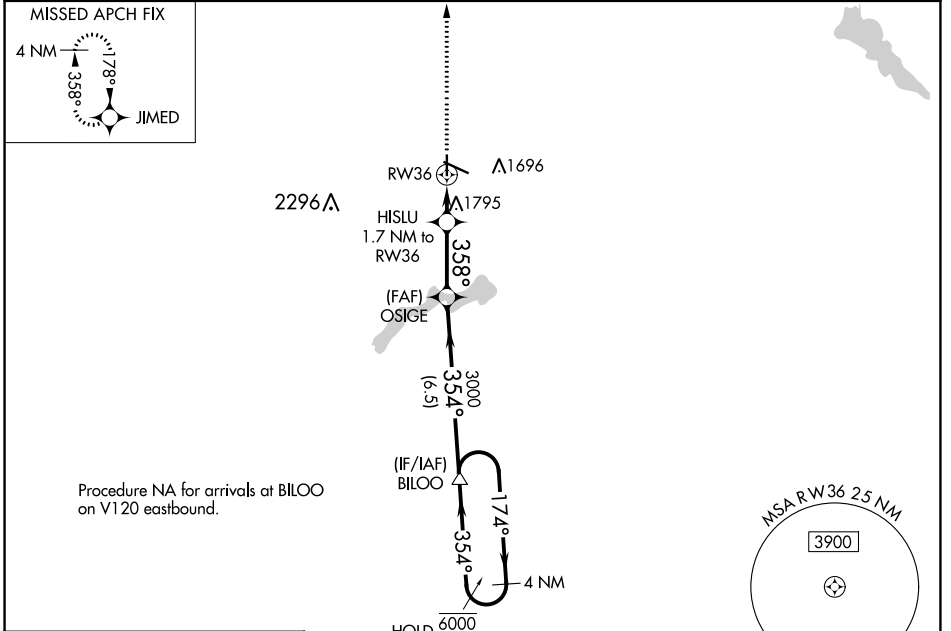 MISSED APCH FIX
4 NM
358°
178°
JIMED
RW36
1696
2296
1795
HISLU
1.7 NM to
RW36
358°
(FAF)
OSIGE
3000
354°
(6.5)
(IF/IAF)
BILOO
174°
354°
4 NM
HOLD 6000
Procedure NA for arrivals at BILOO
on V120 eastbound.
MSA RW36 25 NM
3900